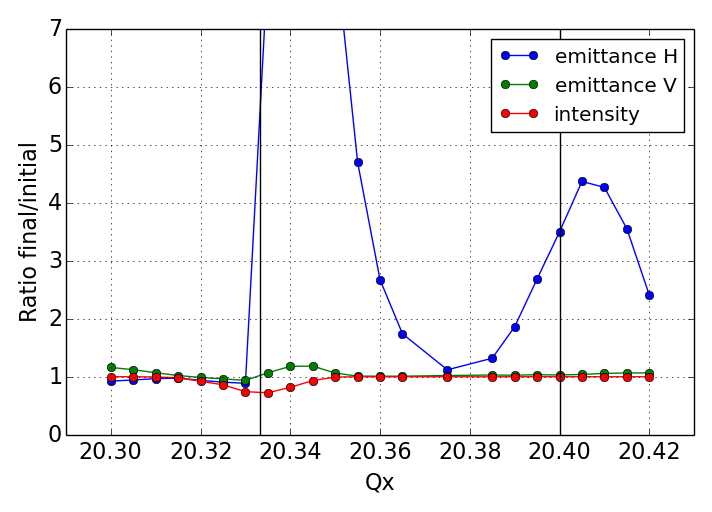 7
6
5
4
3
2
1
0
Ratio final/initial
emittance H
emittance V
intensity
20.30 20.32 20.34 20.36 20.38 20.40 20.42
Qx